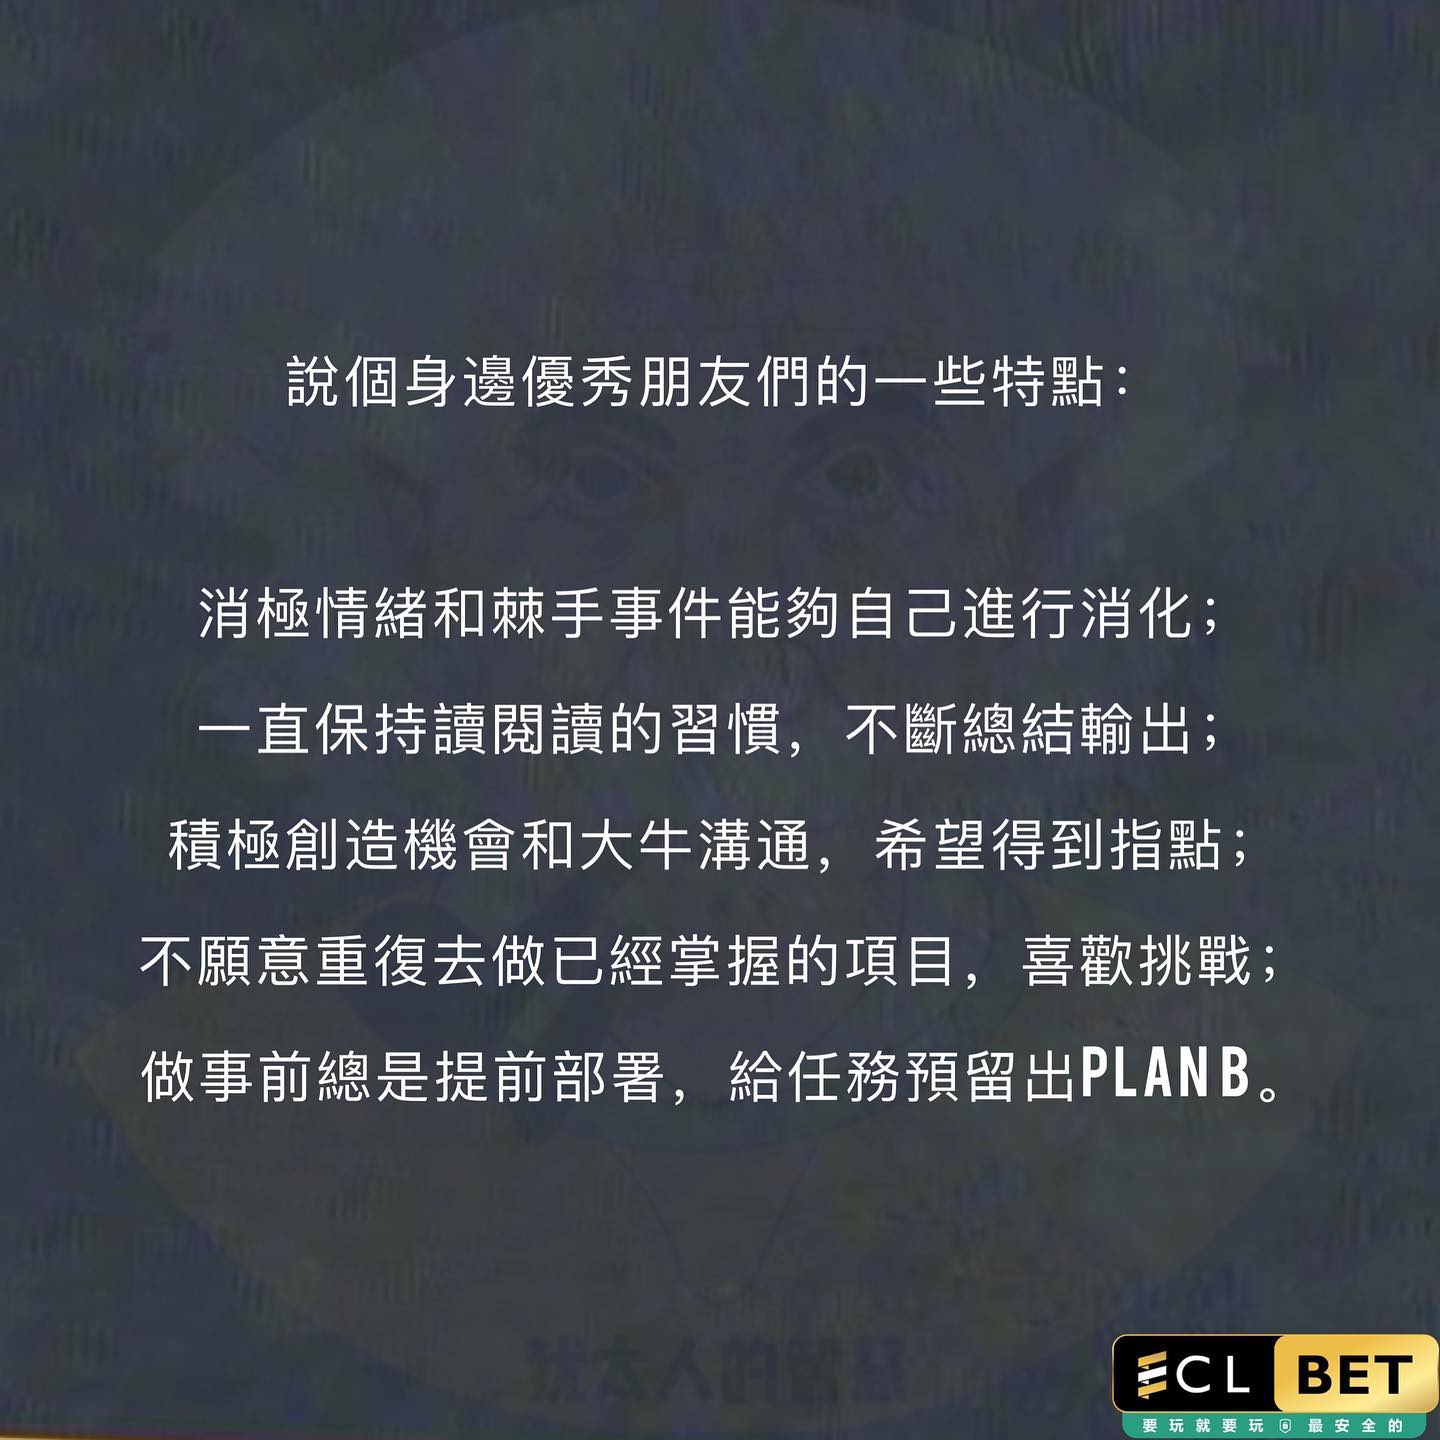 說個身邊優秀朋友們的一些特點：
消極情緒和棘手事件能夠自己進行消化；
一直保持讀閱讀的習慣，不斷總結輸出；
積極創造機會和大牛溝通，希望得到指點；
不願意重復去做已經掌握的項目，喜歡挑戰；
做事前總是提前部署，給任務預留出PLAN B。
猶太人的智慧
ECL BET
要玩就要玩 最安全的